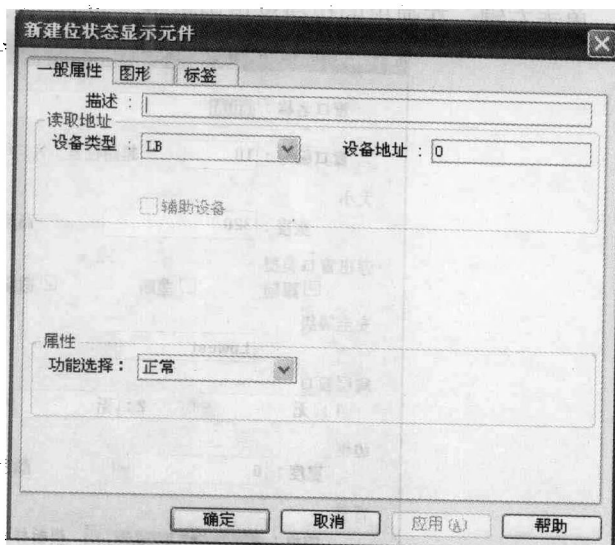 新建位状态显示元件
一般属性 图形 标签
描述：
读取地址
设备类型 LB 设备地址：0
辅助设备
属性
功能选择： 正常
确定 取消 应用(A) 帮助